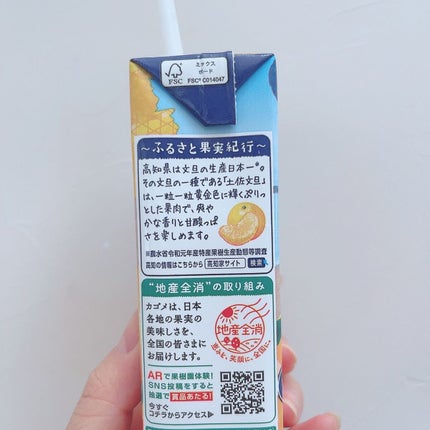 FSC
ミックス
ボード
FSC® C014047
～ふるさと果実紀行～
高知県は文旦の生産日本一※。
その文旦の一種である「土佐文旦」
は、一粒一粒黄金色に輝くぷりっ
とした果肉で、爽や
かな香りと甘酸っぱ
さを楽しめます。
※農水省令和元年産特産果樹生産動態等調査
高知の情報はこちらから 高知家サイト 検索
“地産全消”の取り組み
カゴメは、日本
各地の果実の
美味しさを、
全国の皆さまに
お届けします。
地産全消
恵みと、笑顔に、全国に。
ARで果樹園体験!
SNS投稿をすると
抽選で賞品あたる!
今すぐ
コチラからアクセス▶